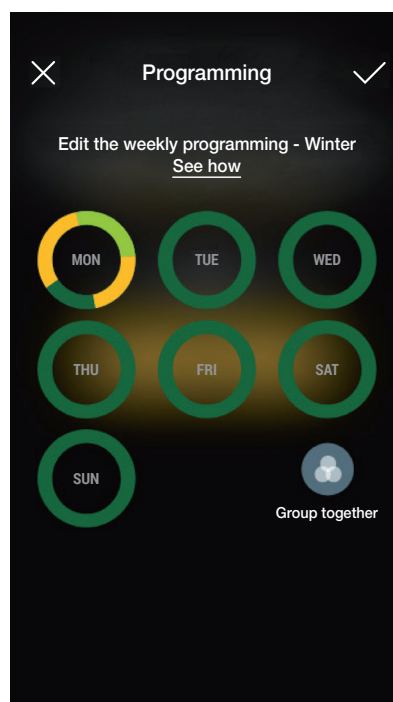 Programming
Edit the weekly programming - Winter
See how
MON TUE WED
THU FRI SAT
SUN
Group together